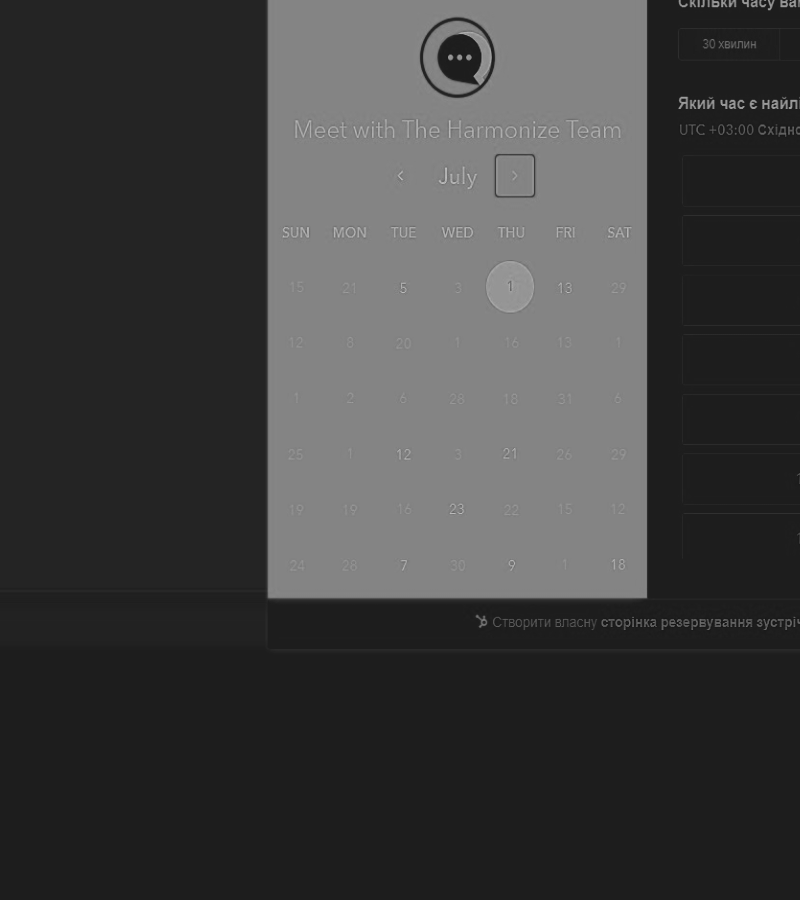 Скільки часу ва
30 хвилин
Meet with The Harmonize Team
Який час є найлі
UTC +03:00 Східно
July
SUN MON TUE WED THU FRI SAT
15 21 5 3 1 13 29
12 8 20 1 16 13 1
1 2 6 28 18 31 6
25 1 12 3 21 26 29
19 19 16 23 22 15 12
24 28 7 30 9 1 18
Створити власну сторінка резервування зустріч